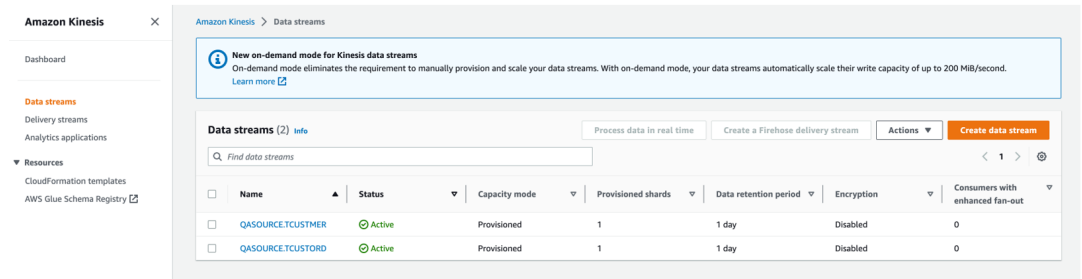 Amazon Kinesis
Dashboard
Data streams
Delivery streams
Analytics applications
Resources
CloudFormation templates
AWS Glue Schema Registry
Amazon Kinesis > Data streams
New on-demand mode for Kinesis data streams
On-demand mode eliminates the requirement to manually provision and scale your data streams. With on-demand mode, your data streams automatically scale their write capacity of up to 200 MiB/second.
Learn more
Data streams (2) Info
Process data in real time Create a Firehose delivery stream Actions Create data stream
Find data streams
1
Name Status Capacity mode Provisioned shards Data retention period Encryption Consumers with enhanced fan-out
QASOURCE.TCUSTMER Active Provisioned 1 1 day Disabled 0
QASOURCE.TCUSTORD Active Provisioned 1 1 day Disabled 0